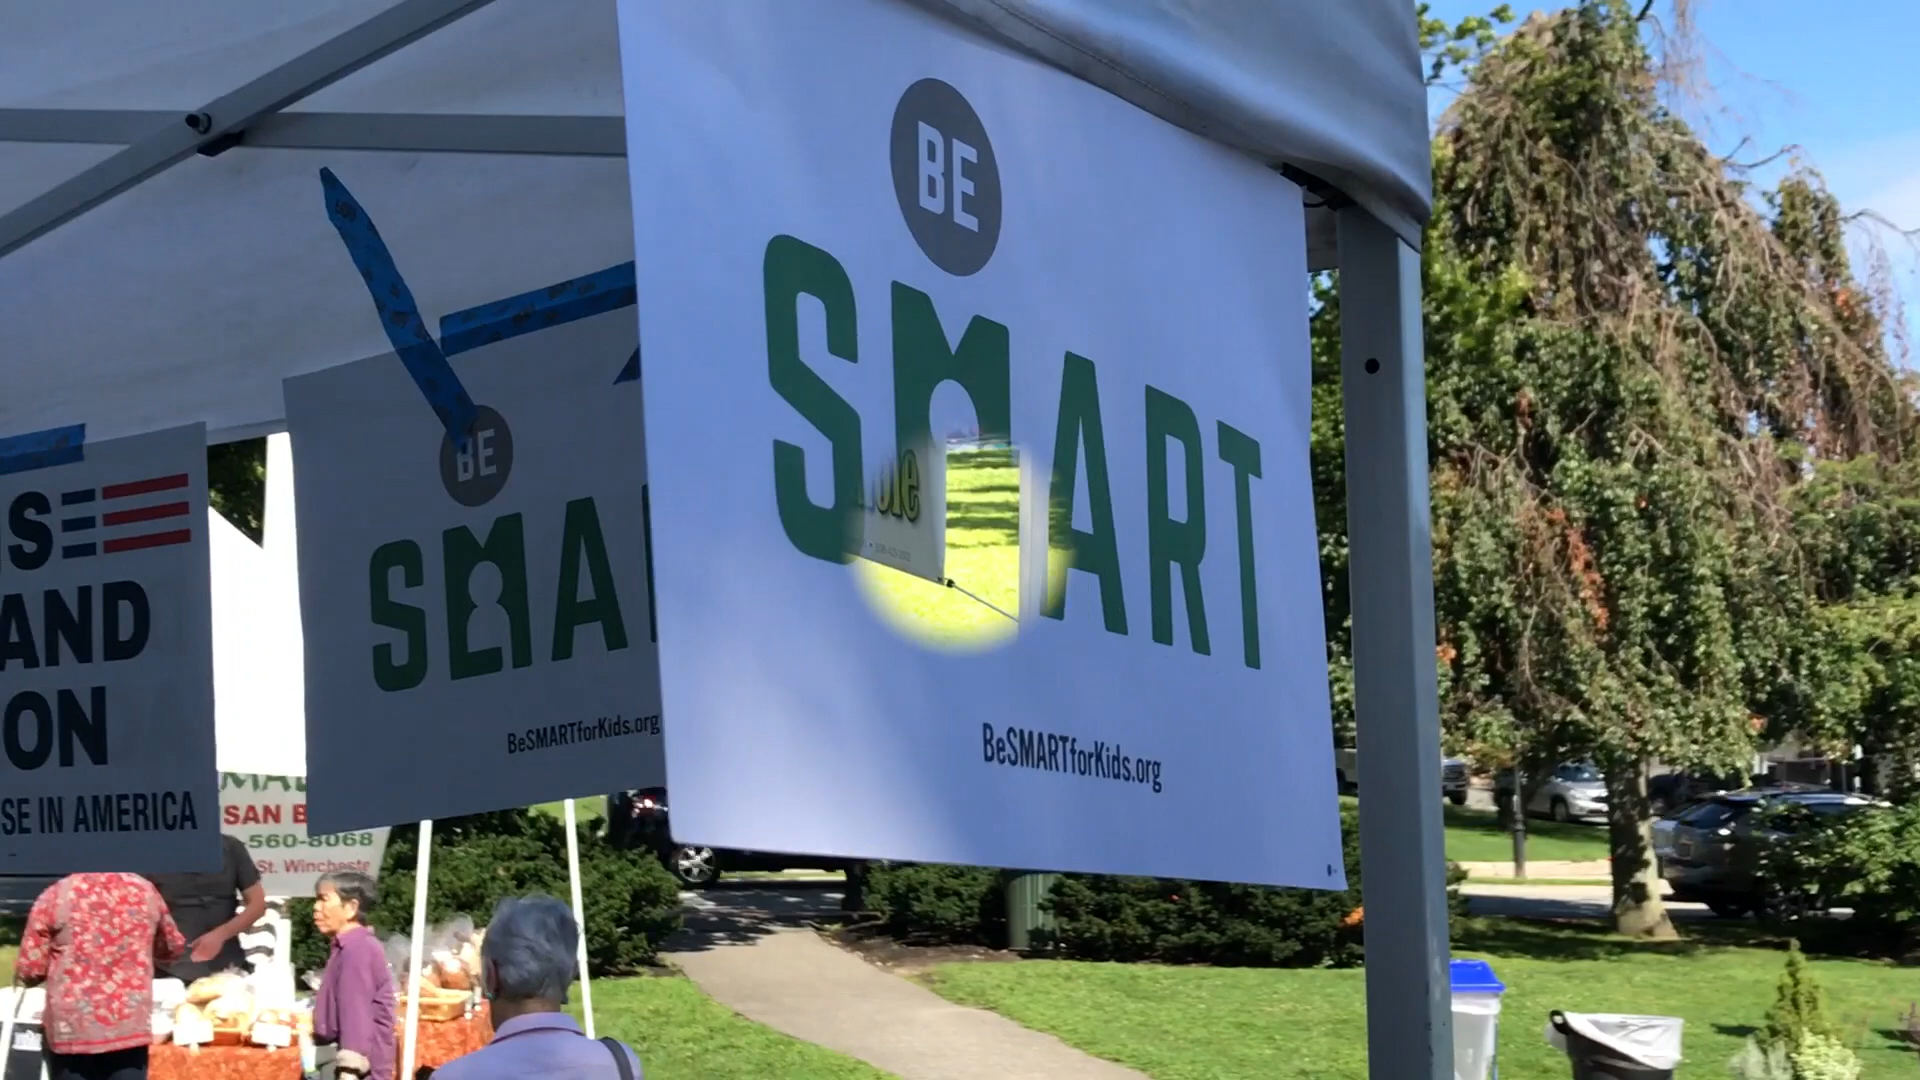 BE
SMART
BeSMARTforKids.org
BE
SMA
BeSMARTforKids.org
S
AND
ON
SE IN AMERICA
SAN B
560-8068
St. Wincheste